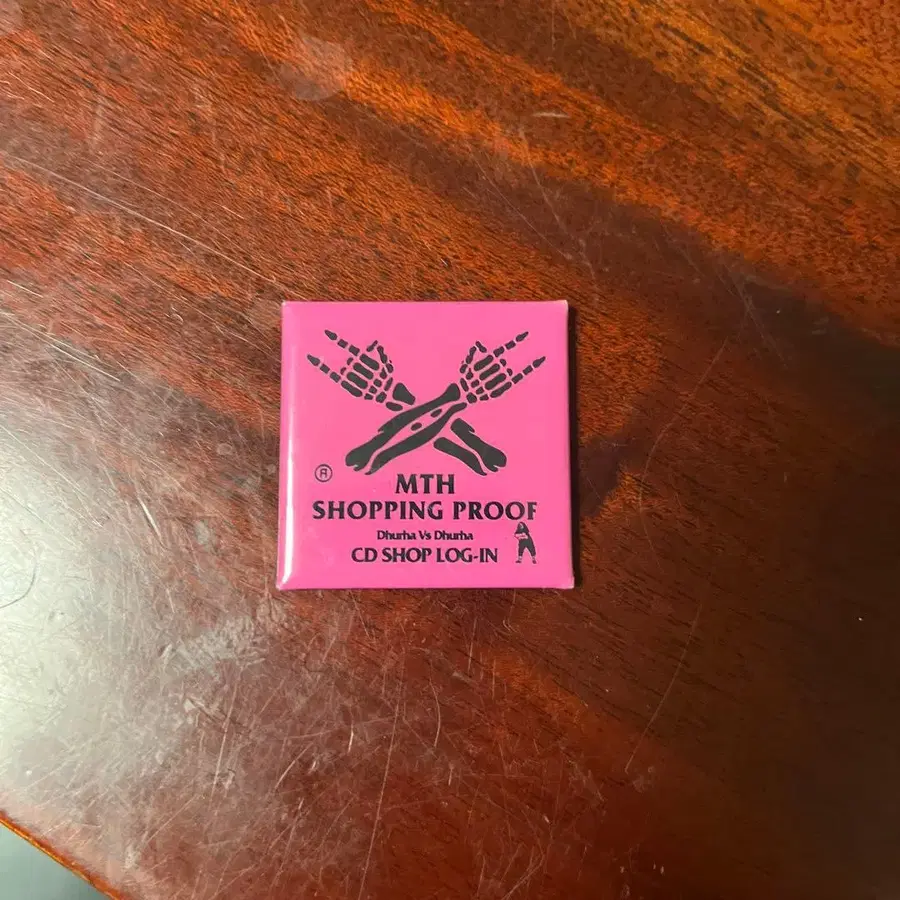 MTH
SHOPPING PROOF
Dhurha Vs Dhurha
CD SHOP LOG-IN